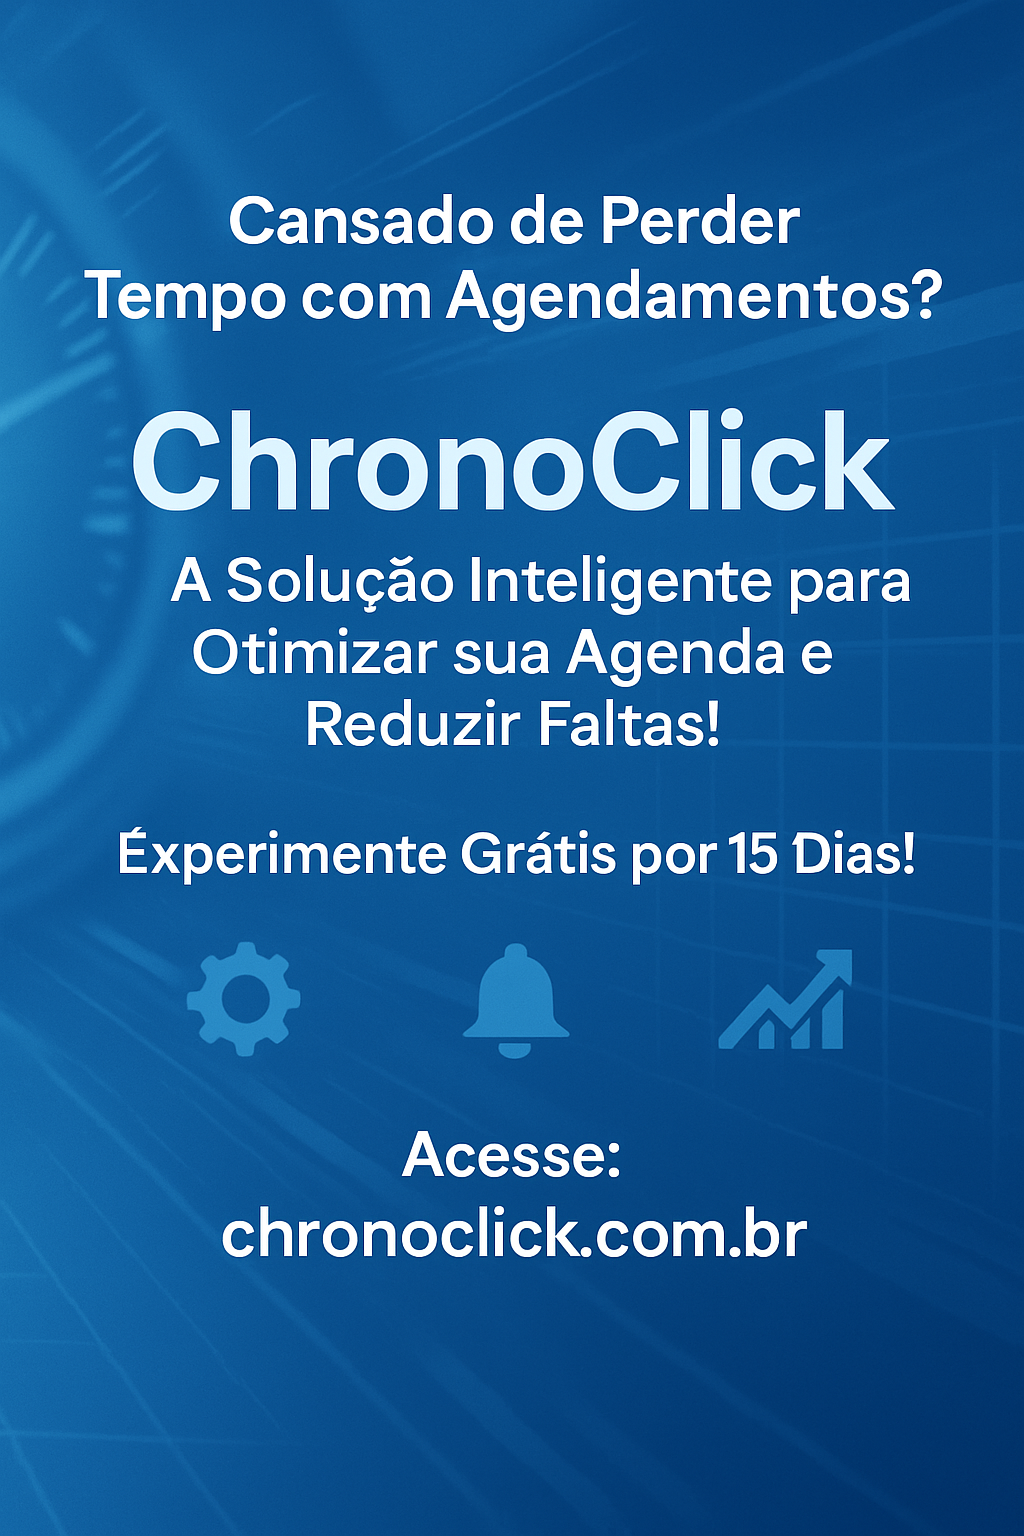 Cansado de Perder
Tempo com Agendamentos?
ChronoClick
A Soluçăo Inteligente para
Otimizar sua Agenda e
Reduzir Faltas!
Éxperimente Grátis por 15 Dias!
Acesse:
chronoclick.com.br